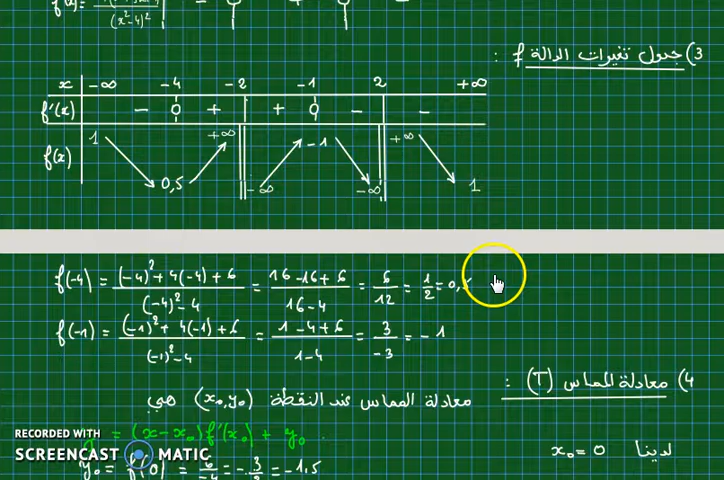 3) جدول تغيرات الدالة f :
x -∞ -4 -2 -1 2 +∞
f'(x) - 0 + + 0 - -
f(x) 1 0,5 +∞ -∞ -1 -∞ +∞ 1
f(-4) = ((-4)²+4(-4)+6)/((-4)²-4) = (16-16+6)/(16-4) = 6/12 = 1/2 = 0,5
f(-1) = ((-1)²+4(-1)+6)/((-1)²-4) = (1-4+6)/(1-4) = 3/-3 = -1
4) معادلة المماس (T) :
معادلة المماس عند النقطة (x₀,y₀) هي
= (x-x₀)f'(x₀) + y₀
لدينا x₀ = 0
y₀ = f(0) = 6/-4 = -3/2 = -1,5
RECORDED WITH
SCREENCAST MATIC